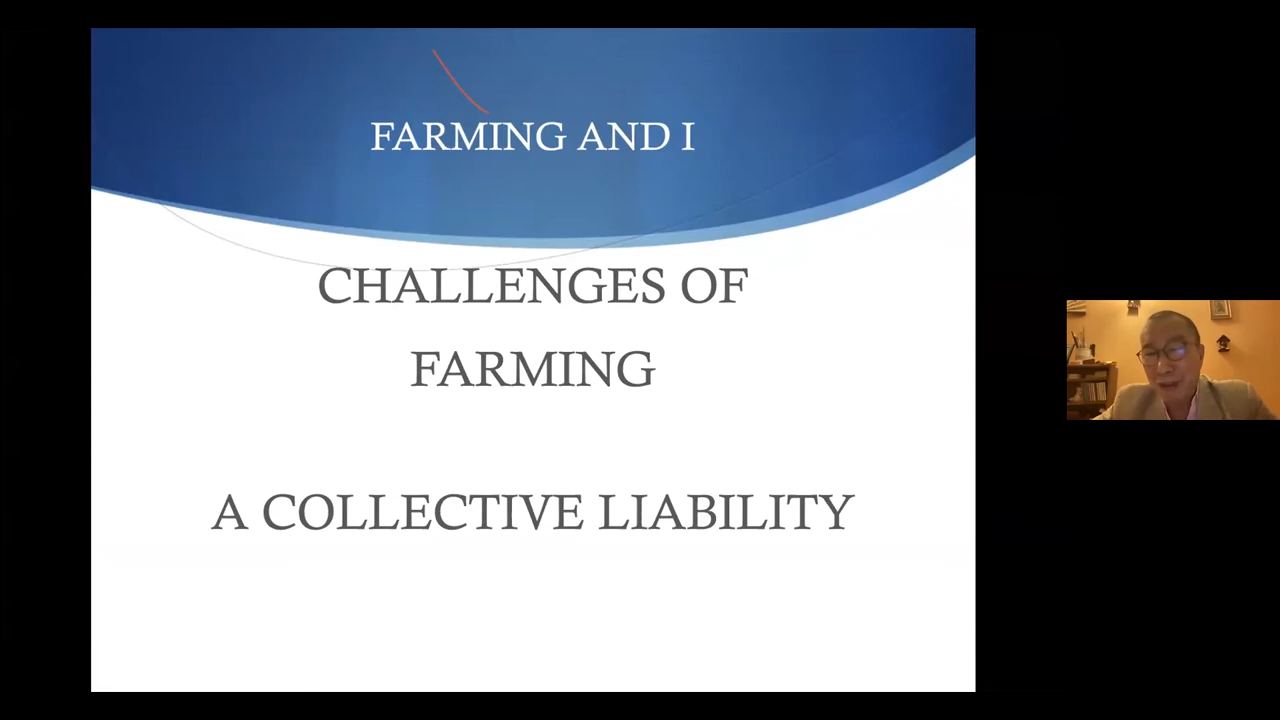 FARMING AND I
CHALLENGES OF
FARMING
A COLLECTIVE LIABILITY